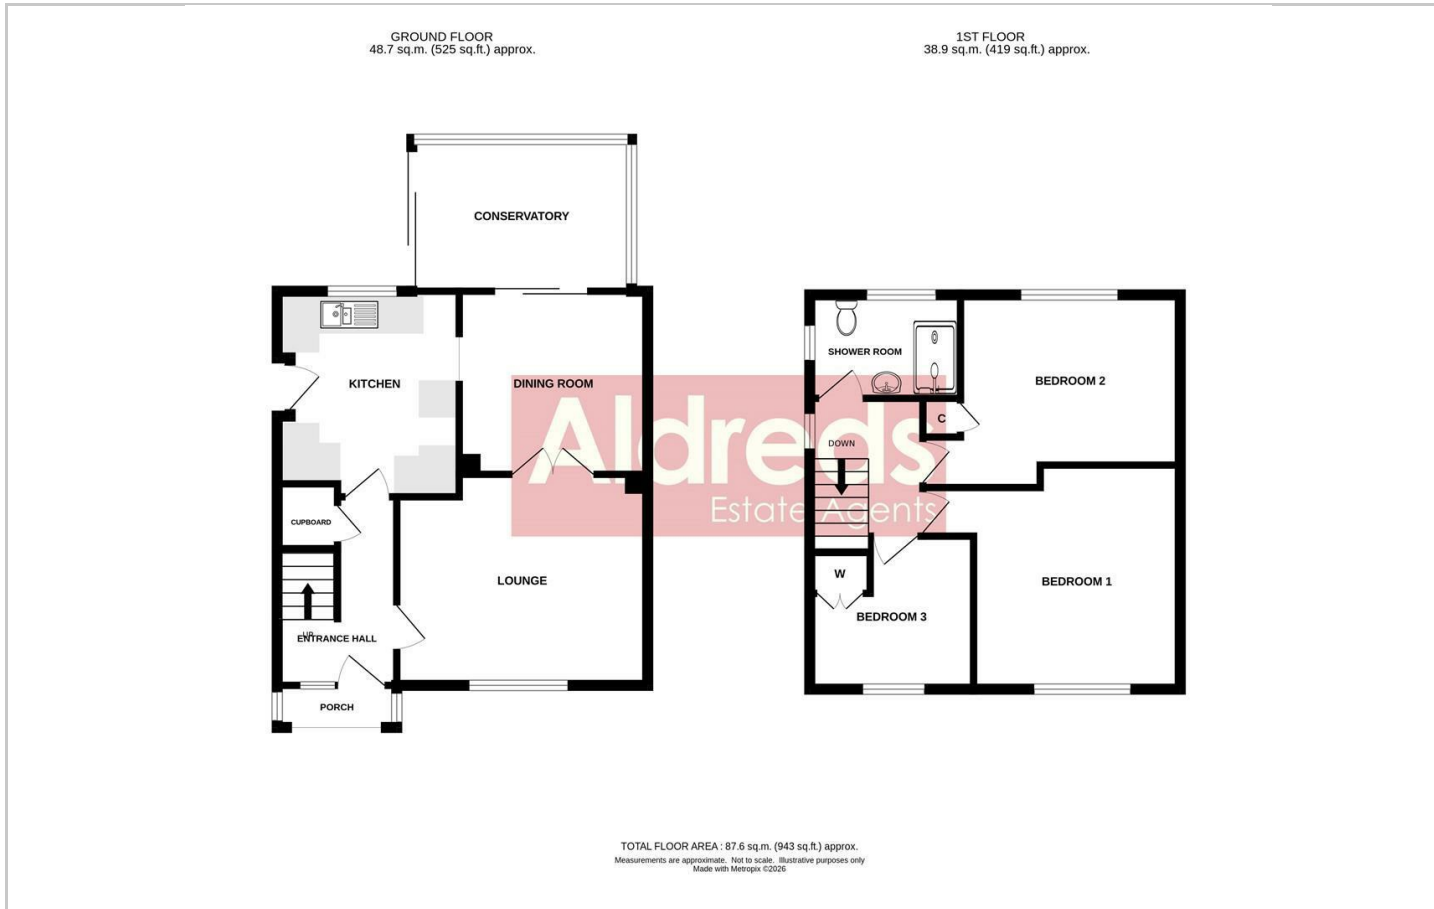 GROUND FLOOR
48.7 sq.m. (525 sq.ft.) approx.
1ST FLOOR
38.9 sq.m. (419 sq.ft.) approx.
CONSERVATORY
KITCHEN
DINING ROOM
CUPBOARD
LOUNGE
UP
ENTRANCE HALL
PORCH
SHOWER ROOM
BEDROOM 2
C
DOWN
W
BEDROOM 1
BEDROOM 3
Aldreds
Estate Agents
TOTAL FLOOR AREA : 87.6 sq.m. (943 sq.ft.) approx.
Measurements are approximate. Not to scale. Illustrative purposes only
Made with Metropix ©2026